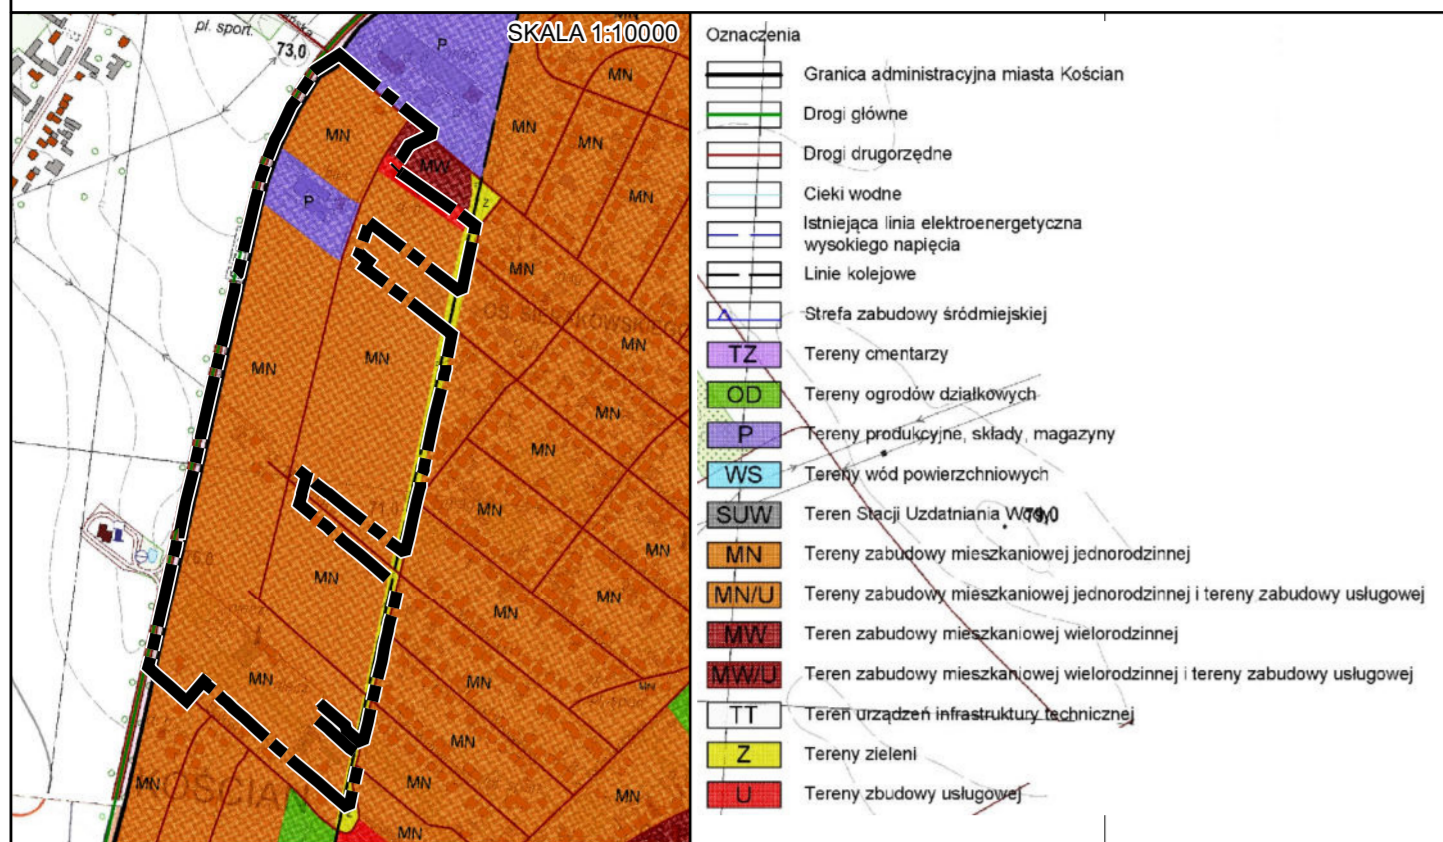 SKALA 1:10000
pl. sport.
73,0
P
MN
MN
MN
MN
MN
MW
MN
P
Z
MN
MN
MN
MN
MN
MN
MN
71,0
MN
MN
MN
MN
MN
MN
MN
MN
MN
MN
MN
MN
Oznaczenia
Granica administracyjna miasta Kościan
Drogi główne
Drogi drugorzędne
Cieki wodne
Istniejąca linia elektroenergetyczna
wysokiego napięcia
Linie kolejowe
Strefa zabudowy śródmiejskiej
TZ Tereny cmentarzy
OD Tereny ogrodów działkowych
P Tereny produkcyjne, składy, magazyny
WS Tereny wód powierzchniowych
SUW Teren Stacji Uzdatniania Wody
MN Tereny zabudowy mieszkaniowej jednorodzinnej
MN/U Tereny zabudowy mieszkaniowej jednorodzinnej i tereny zabudowy usługowej
MW Teren zabudowy mieszkaniowej wielorodzinnej
MW/U Teren zabudowy mieszkaniowej wielorodzinnej i tereny zabudowy usługowej
TT Teren urządzeń infrastruktury technicznej
Z Tereny zieleni
U Tereny zbudowy usługowej